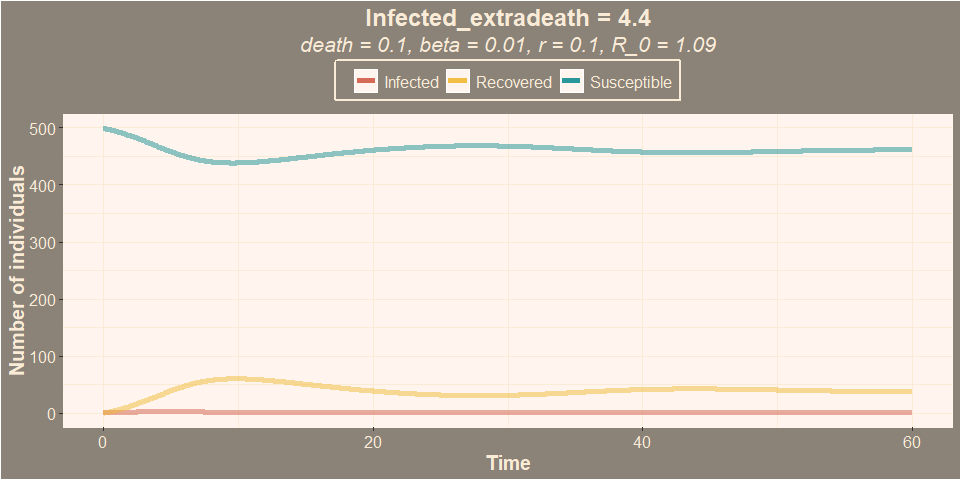 Infected_extradeath = 4.4
death = 0.1, beta = 0.01, r = 0.1, R_0 = 1.09
Infected Recovered Susceptible
Number of individuals
500
400
300
200
100
0
0 20 40 60
Time